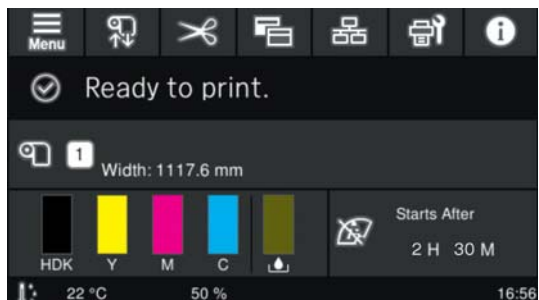 Menu
Ready to print.
1
Width: 1117.6 mm
Starts After
2 H 30 M
HDK Y M C
22 °C 50 % 16:56